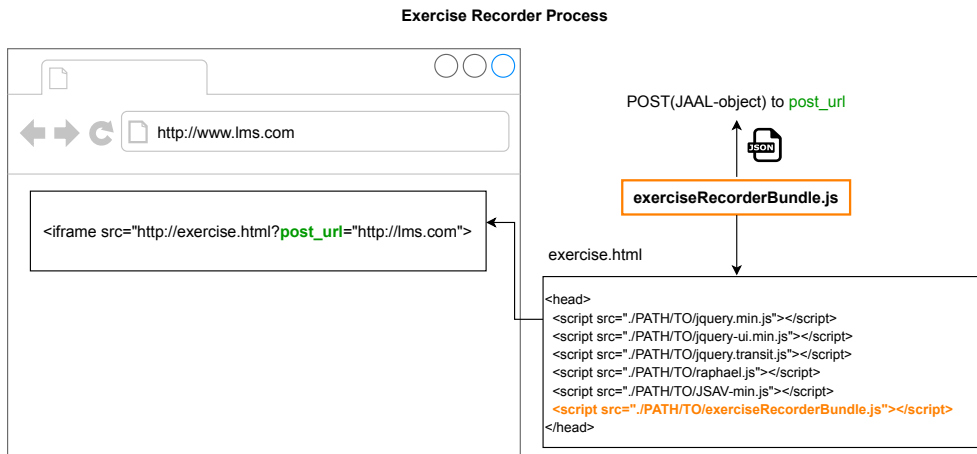 Exercise Recorder Process
http://www.lms.com
<iframe src="http://exercise.html?post_url="http://lms.com">
POST(JAAL-object) to post_url
JSON
exerciseRecorderBundle.js
exercise.html
<head>
<script src="./PATH/TO/jquery.min.js"></script>
<script src="./PATH/TO/jquery-ui.min.js"></script>
<script src="./PATH/TO/jquery.transit.js"></script>
<script src="./PATH/TO/raphael.js"></script>
<script src="./PATH/TO/JSAV-min.js"></script>
<script src="./PATH/TO/exerciseRecorderBundle.js"></script>
</head>